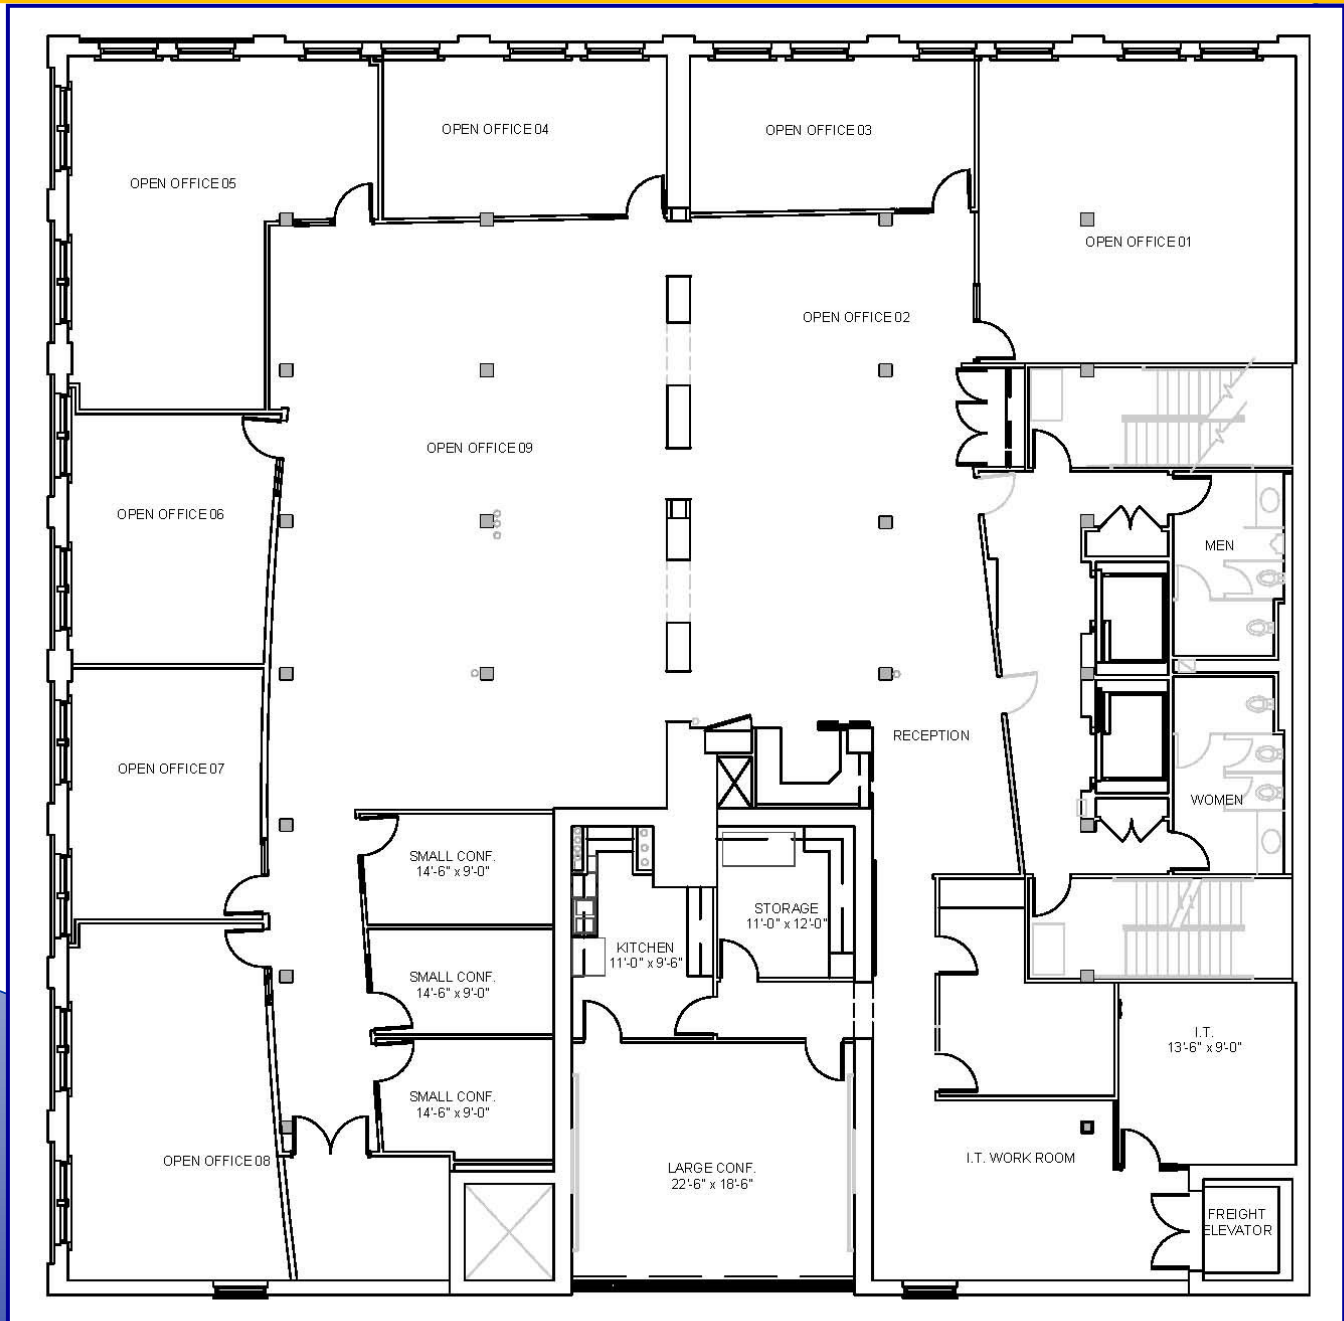 OPEN OFFICE 04
OPEN OFFICE 03
OPEN OFFICE 05
OPEN OFFICE 01
OPEN OFFICE 02
OPEN OFFICE 09
OPEN OFFICE 06
MEN
RECEPTION
OPEN OFFICE 07
WOMEN
SMALL CONF.
14'-6" x 9'-0"
STORAGE
11'-0" x 12'-0"
KITCHEN
11'-0" x 9'-6"
SMALL CONF.
14'-6" x 9'-0"
I.T.
13'-6" x 9'-0"
SMALL CONF.
14'-6" x 9'-0"
OPEN OFFICE 08
LARGE CONF.
22'-6" x 18'-6"
I.T. WORK ROOM
FREIGHT
ELEVATOR